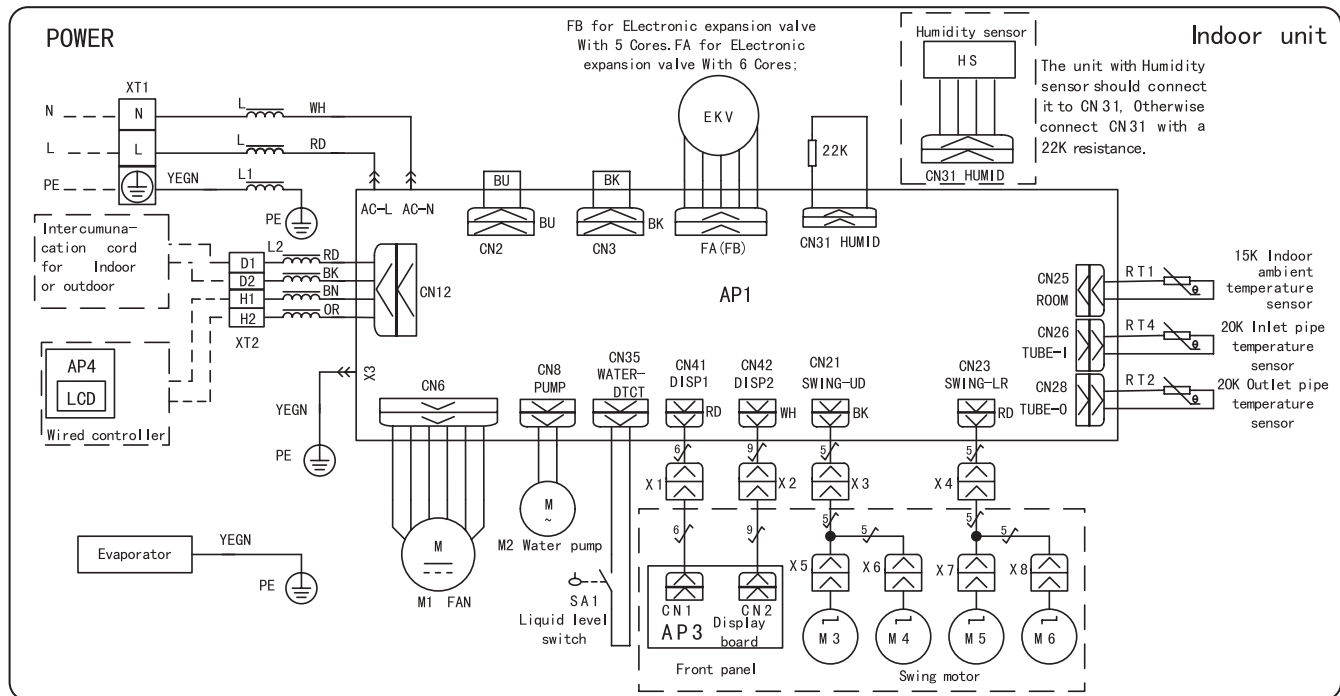 POWER
Indoor unit
FB for ELectronic expansion valve
With 5 Cores. FA for ELectronic
expansion valve With 6 Cores;
Humidity sensor
HS
CN31 HUMID
The unit with Humidity
sensor should connect
it to CN31, Otherwise
connect CN31 with a
22K resistance.
XT1
N
N
L
WH
L
L
L
RD
PE
YEGN
L1
PE
AC-L
AC-N
BU
BU
CN2
BK
BK
CN3
EKV
FA(FB)
22K
CN31 HUMID
Intercumuna-
cation cord
for Indoor
or outdoor
D1
D2
H1
H2
XT2
L2
RD
BK
BN
OR
CN12
AP1
CN25
ROOM
RT1
θ
15K Indoor
ambient
temperature
sensor
CN26
TUBE-I
RT4
θ
20K Inlet pipe
temperature
sensor
CN28
TUBE-O
RT2
θ
20K Outlet pipe
temperature
sensor
AP4
LCD
Wired controller
X3
YEGN
PE
CN6
CN8
PUMP
CN35
WATER-
DTCT
CN41
DISP1
RD
CN42
DISP2
WH
CN21
SWING-UD
BK
CN23
SWING-LR
RD
6
9
5
5
X1
X2
X3
X4
6
9
5
5
5
5
M
M1 FAN
M
~
M2 Water pump
SA1
Liquid level
switch
Evaporator
YEGN
PE
X5
X6
X7
X8
CN1
CN2
AP3
Display
board
Front panel
M3
M4
M5
M6
Swing motor